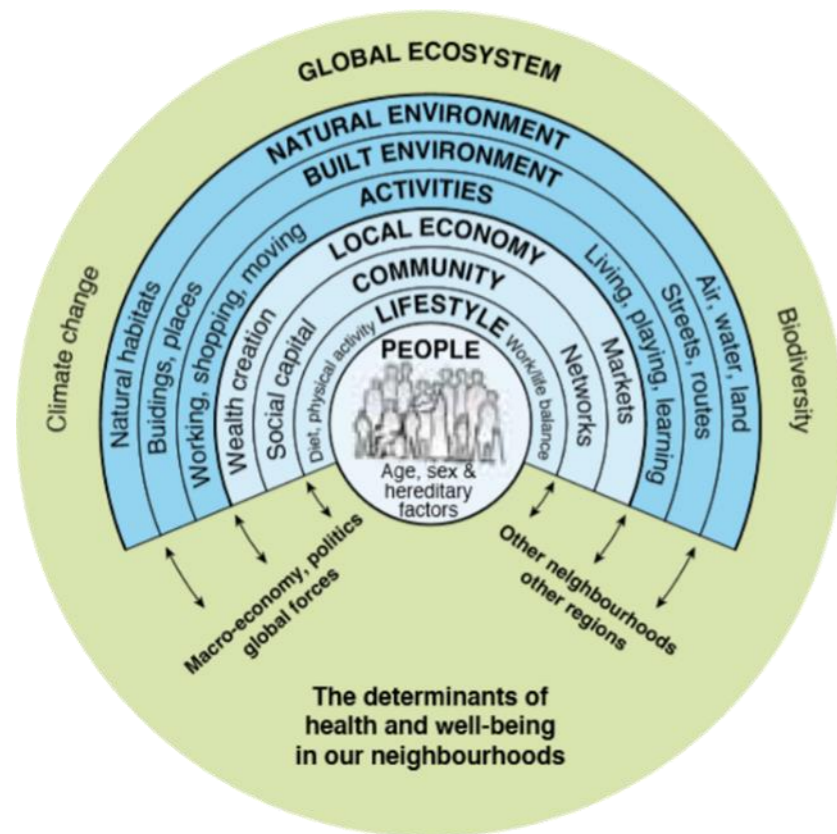 GLOBAL ECOSYSTEM
NATURAL ENVIRONMENT
BUILT ENVIRONMENT
ACTIVITIES
LOCAL ECONOMY
COMMUNITY
LIFESTYLE
PEOPLE
Age, sex &
hereditary
factors
Climate change
Natural habitats
Buidings, places
Working, shopping, moving
Wealth creation
Social capital
Diet, physical activity
Work/life balance
Networks
Markets
Living, playing, learning
Streets, routes
Air, water, land
Biodiversity
Macro-economy, politics
global forces
Other neighbourhoods
other regions
The determinants of
health and well-being
in our neighbourhoods